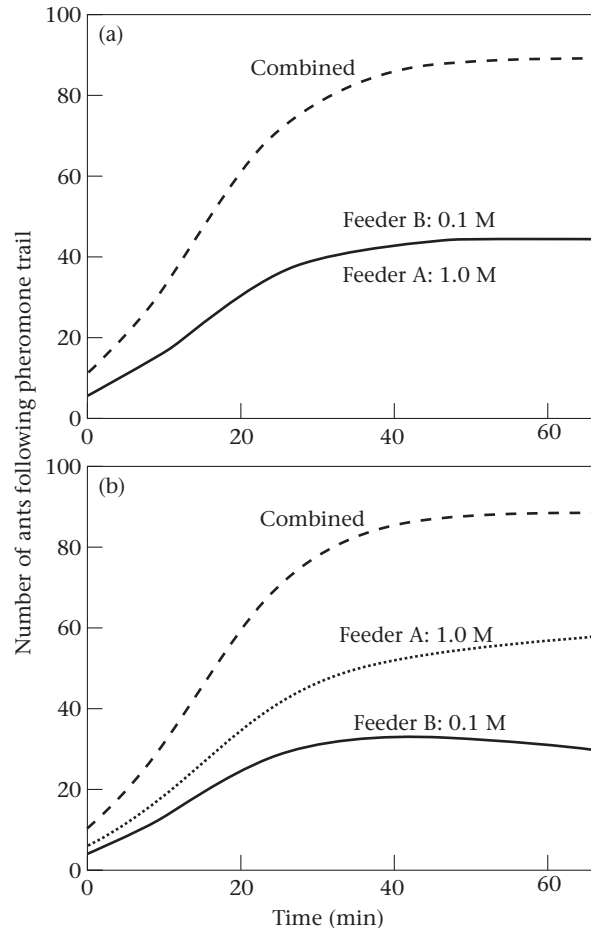 100
(a)
Combined
80
60
Feeder B: 0.1 M
40
Feeder A: 1.0 M
20
0
0 20 40 60
Number of ants following pheromone trail
100
(b)
Combined
80
Feeder A: 1.0 M
60
40
Feeder B: 0.1 M
20
0
0 20 40 60
Time (min)